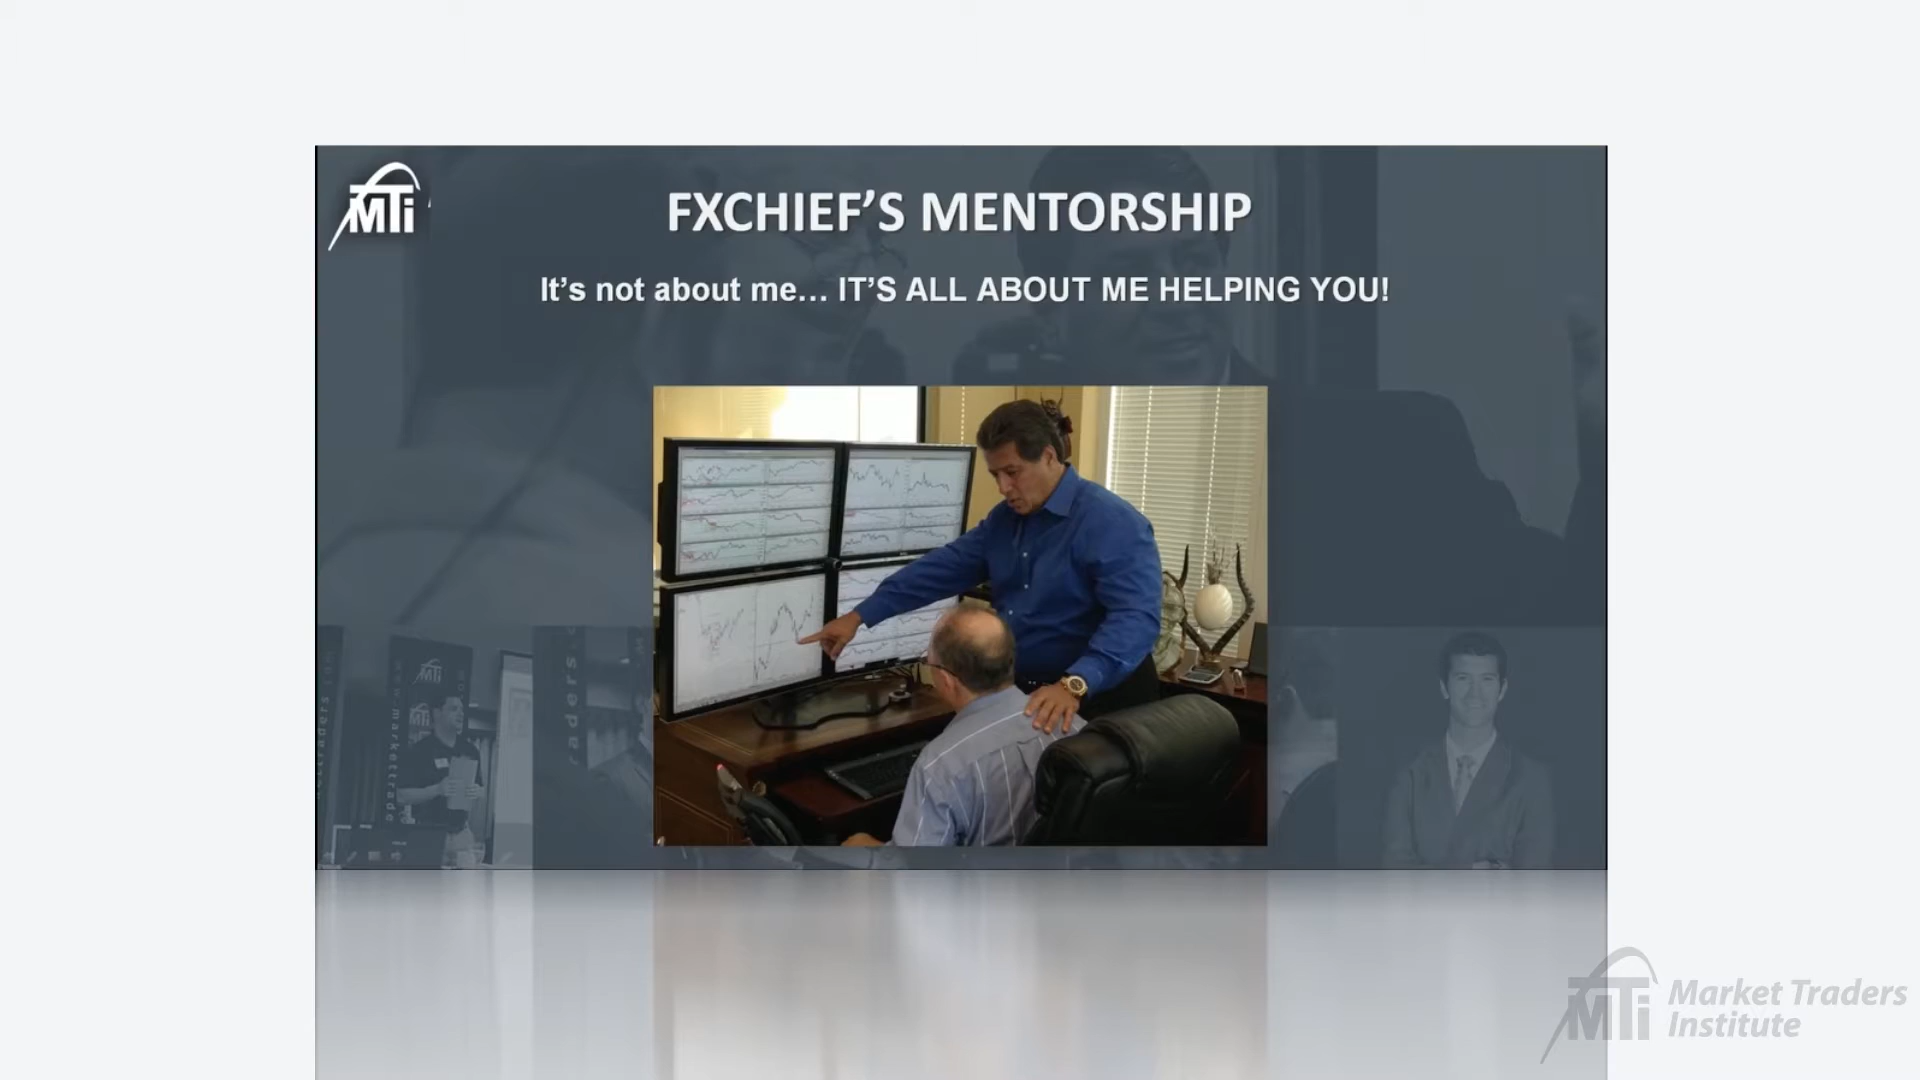 MTi
FXCHIEF’S MENTORSHIP
It’s not about me... IT’S ALL ABOUT ME HELPING YOU!
MTi
Market Traders
Institute